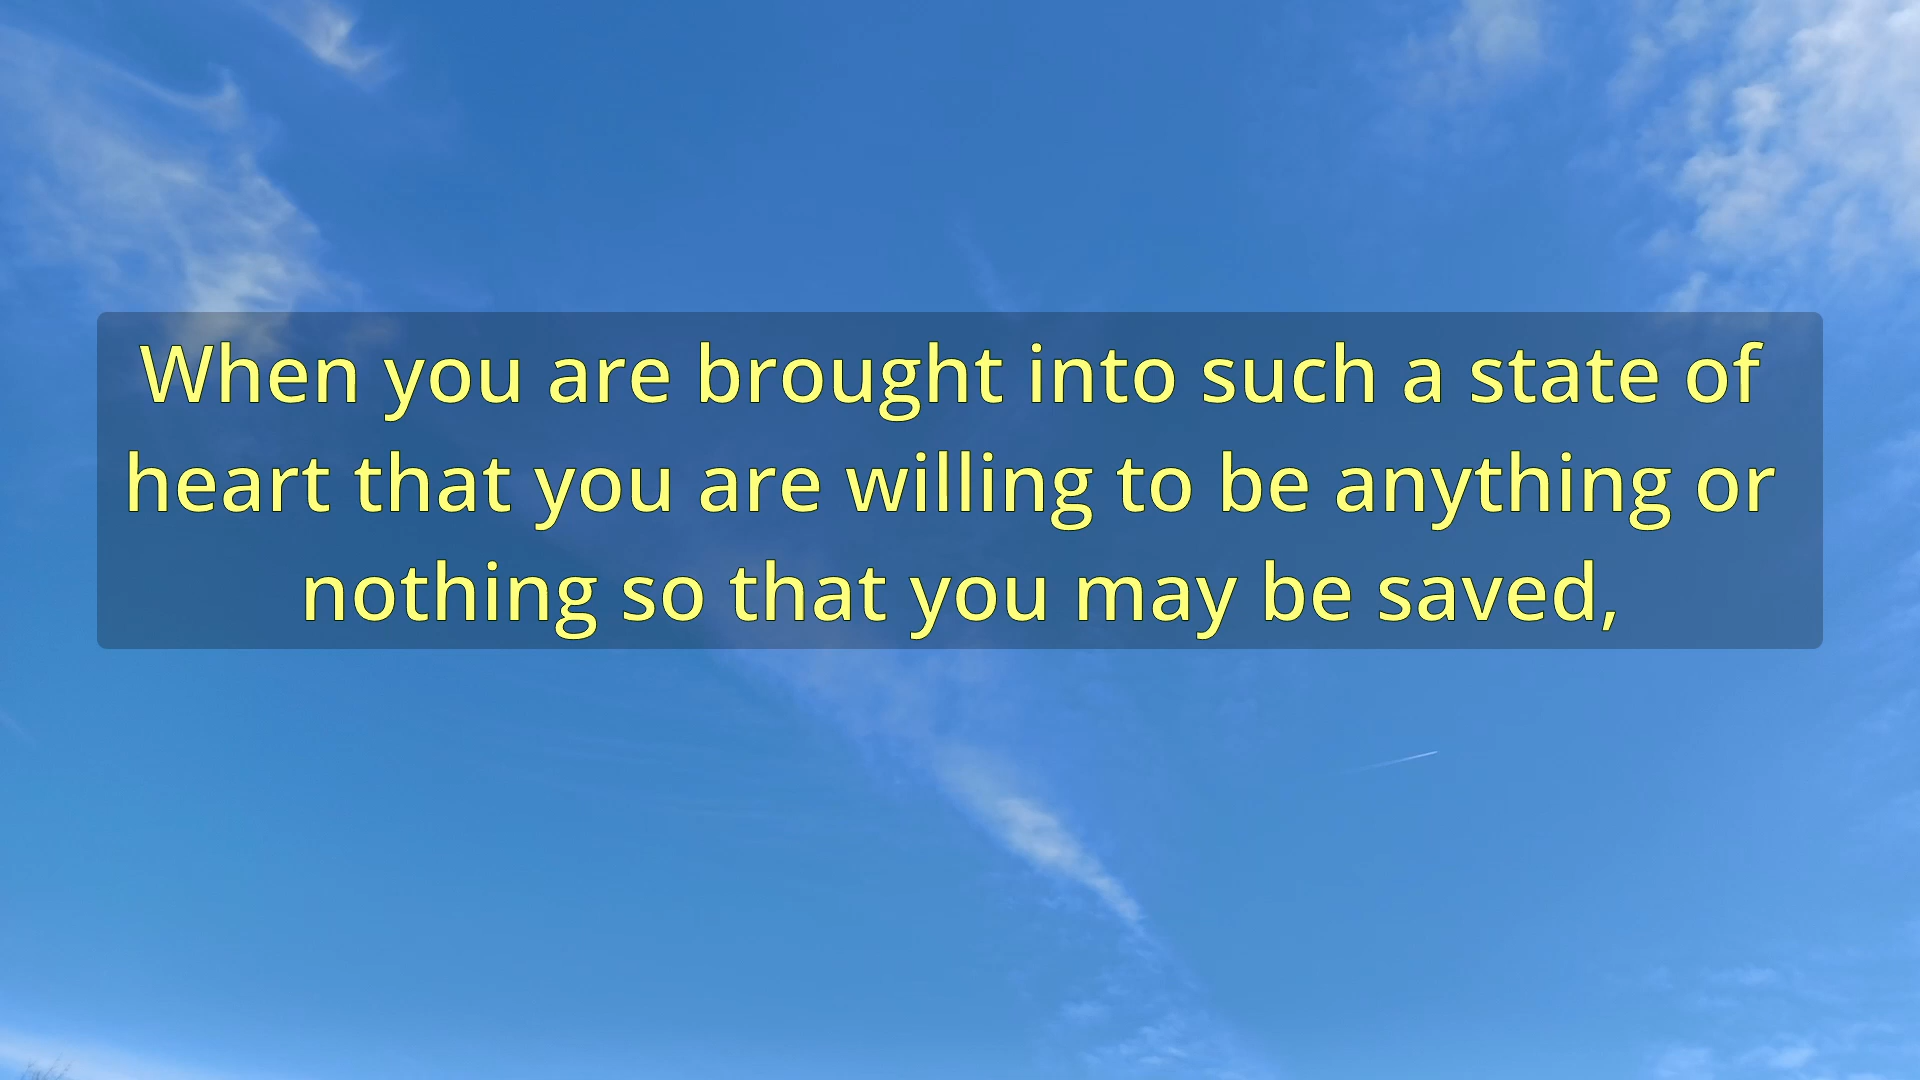 When you are brought into such a state of
heart that you are willing to be anything or
nothing so that you may be saved,